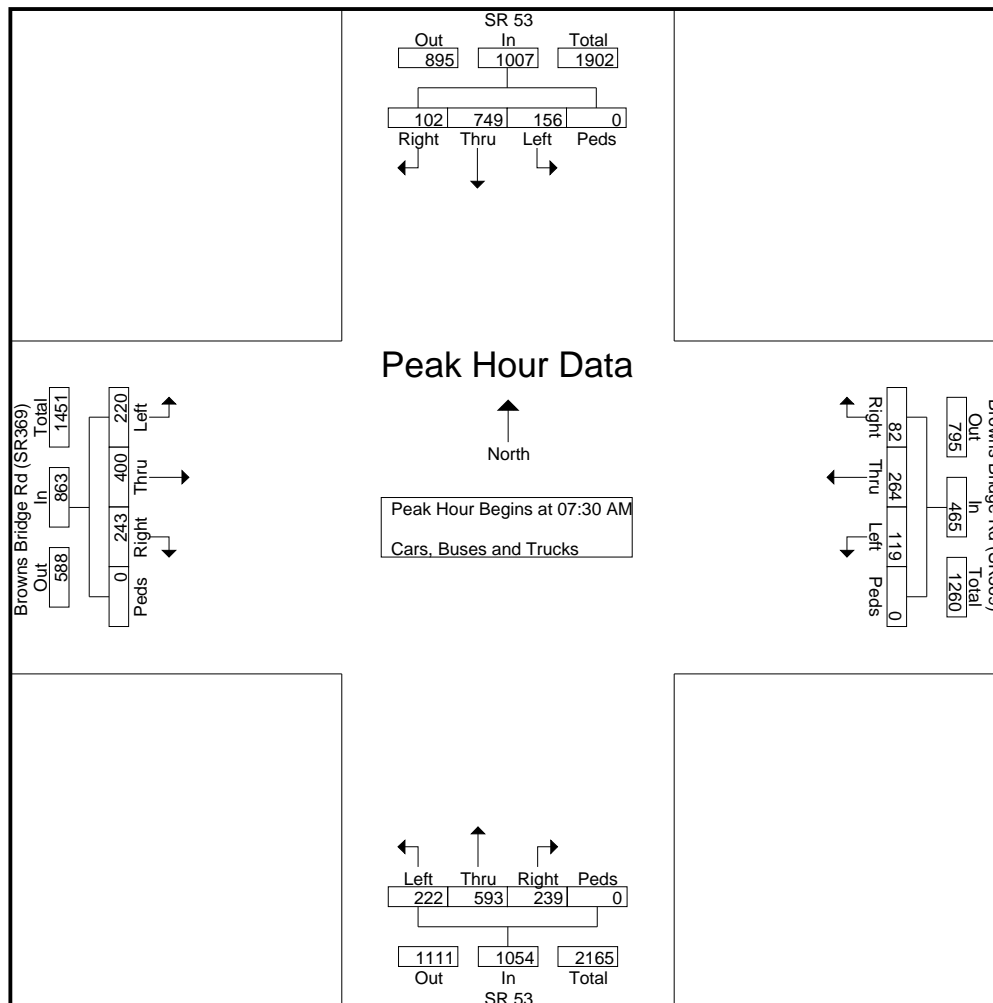 SR 53
Out In Total
895 1007 1902
102 749 156 0
Right Thru Left Peds
Peak Hour Data
North
Peak Hour Begins at 07:30 AM
Cars, Buses and Trucks
Browns Bridge Rd (SR369)
Total In Out
1451 863 588
220 400 243 0
Left Thru Right Peds
Out In Total
795 465 1260
82 264 119 0
Right Thru Left Peds
Left Thru Right Peds
222 593 239 0
1111 1054 2165
Out In Total
SR 53